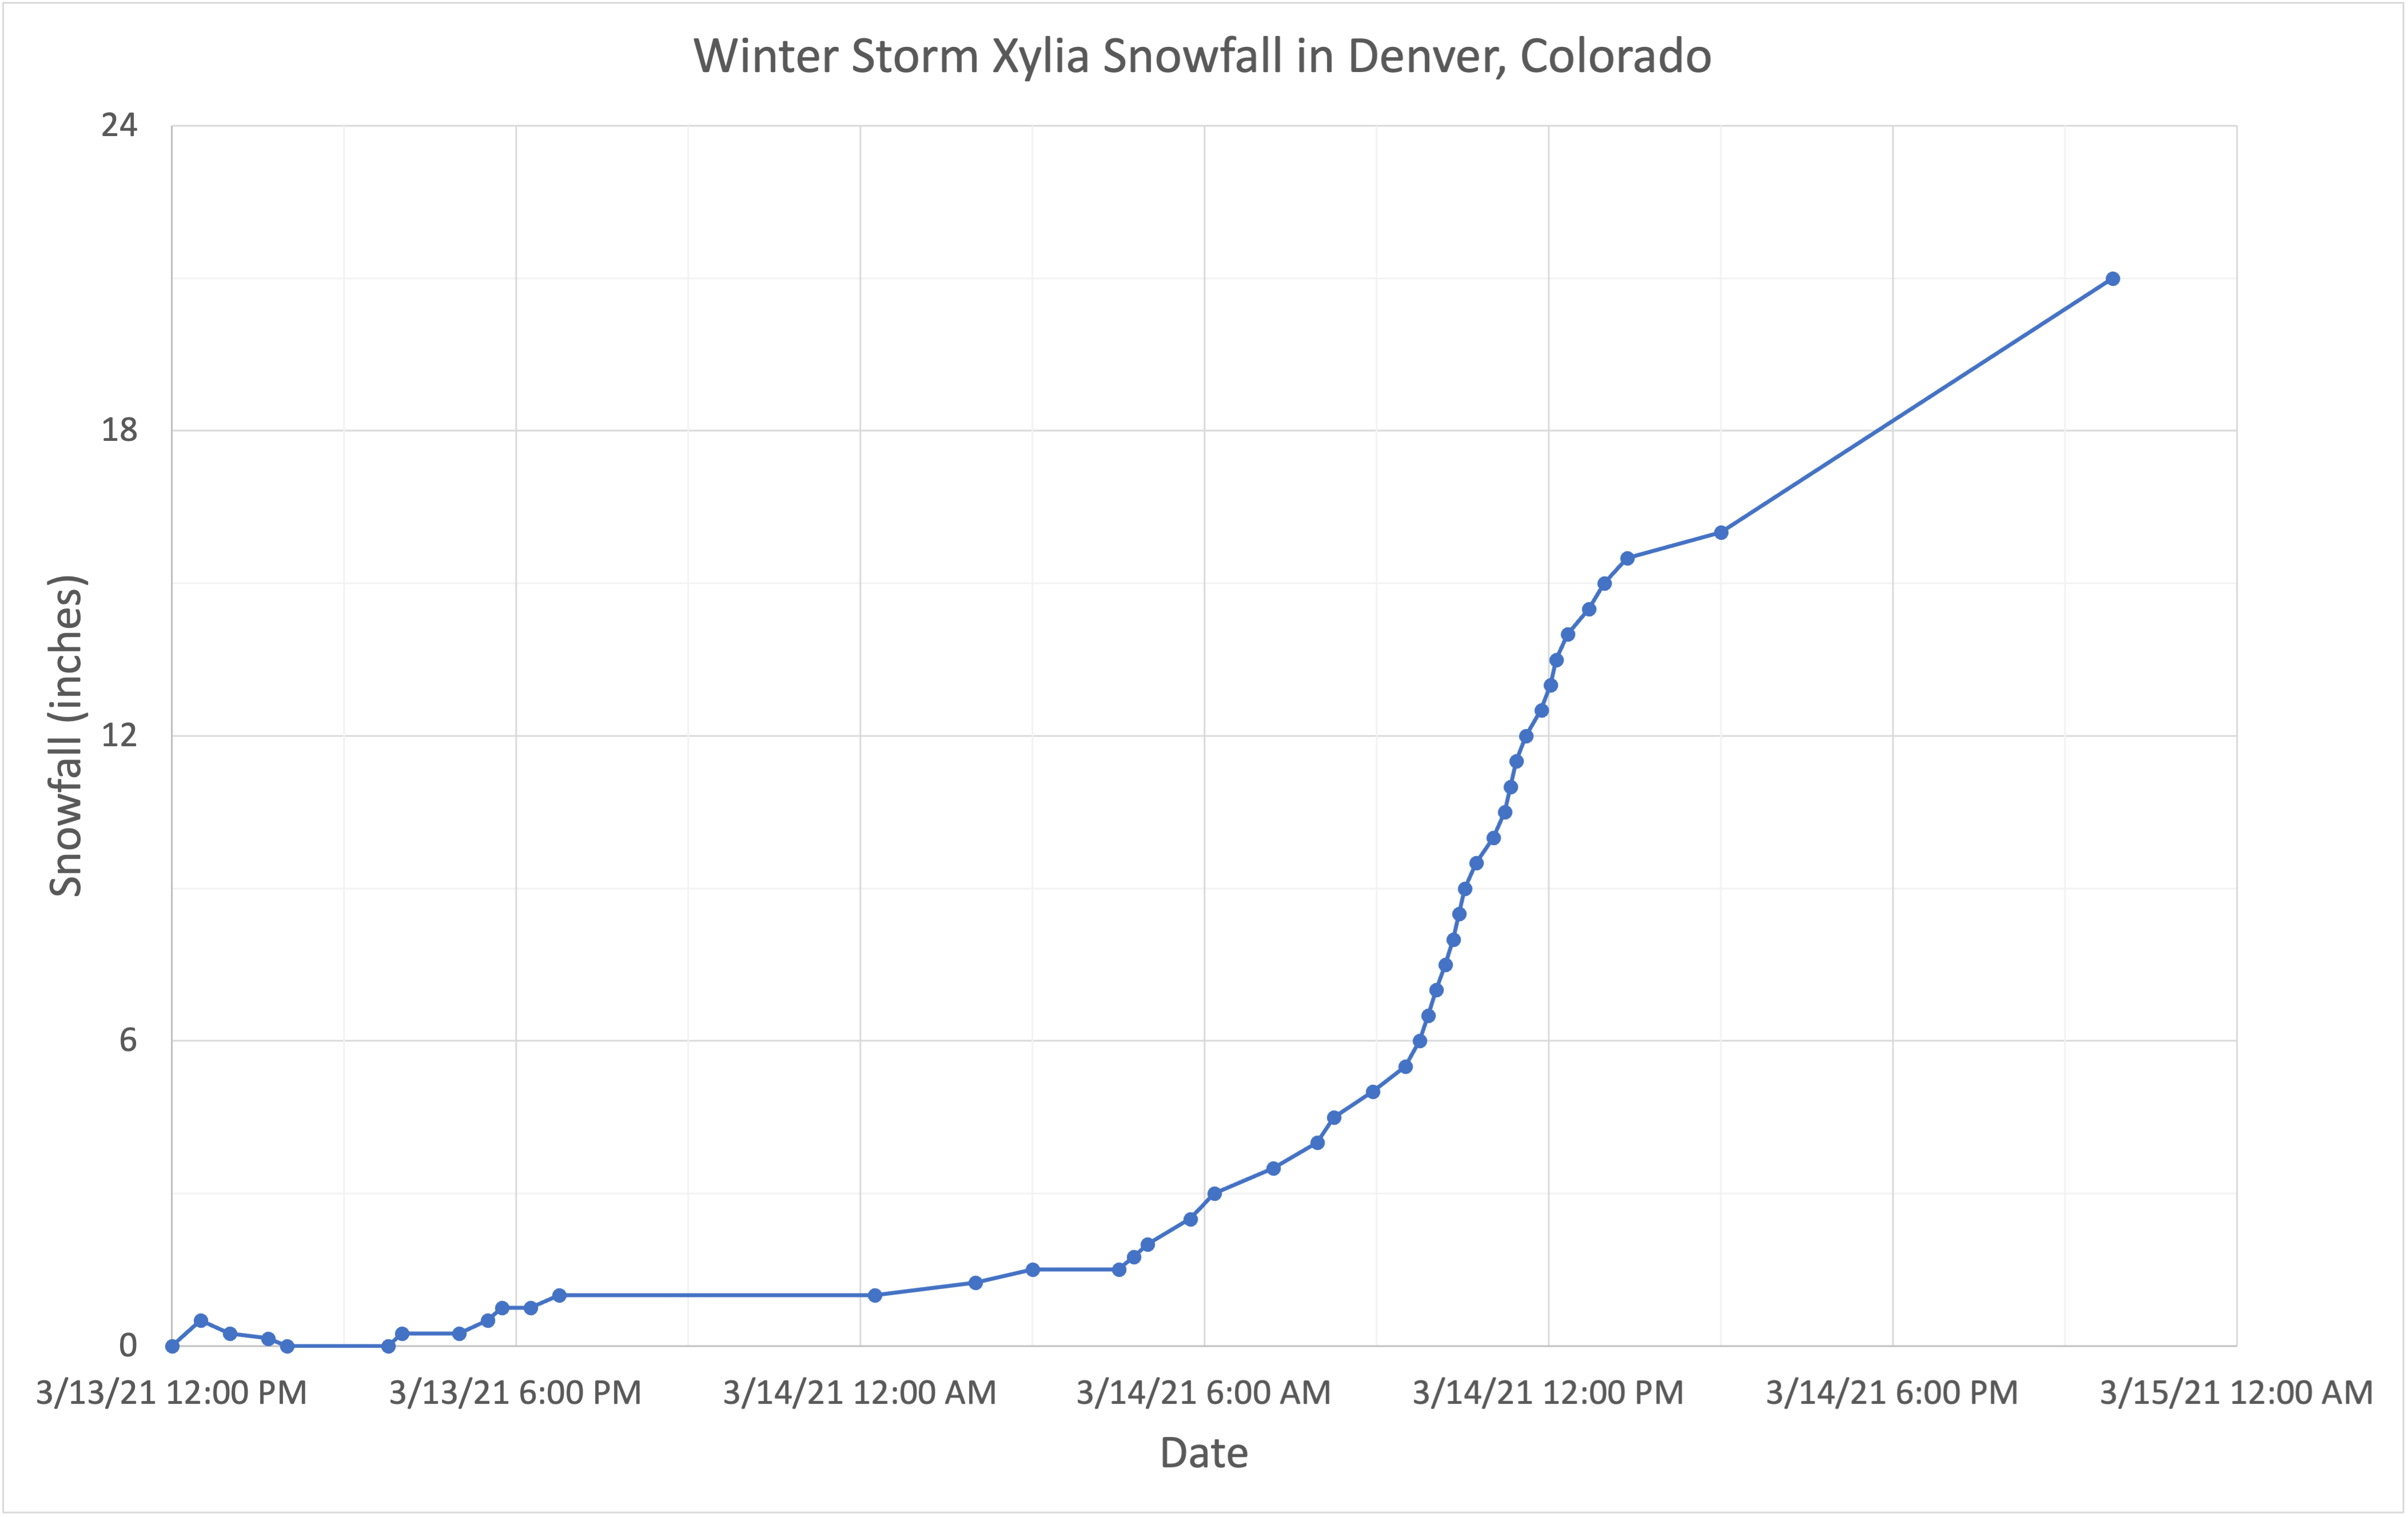 Winter Storm Xylia Snowfall in Denver, Colorado
24
18
12
6
0
Snowfall (inches)
3/13/21 12:00 PM
3/13/21 6:00 PM
3/14/21 12:00 AM
3/14/21 6:00 AM
3/14/21 12:00 PM
3/14/21 6:00 PM
3/15/21 12:00 AM
Date